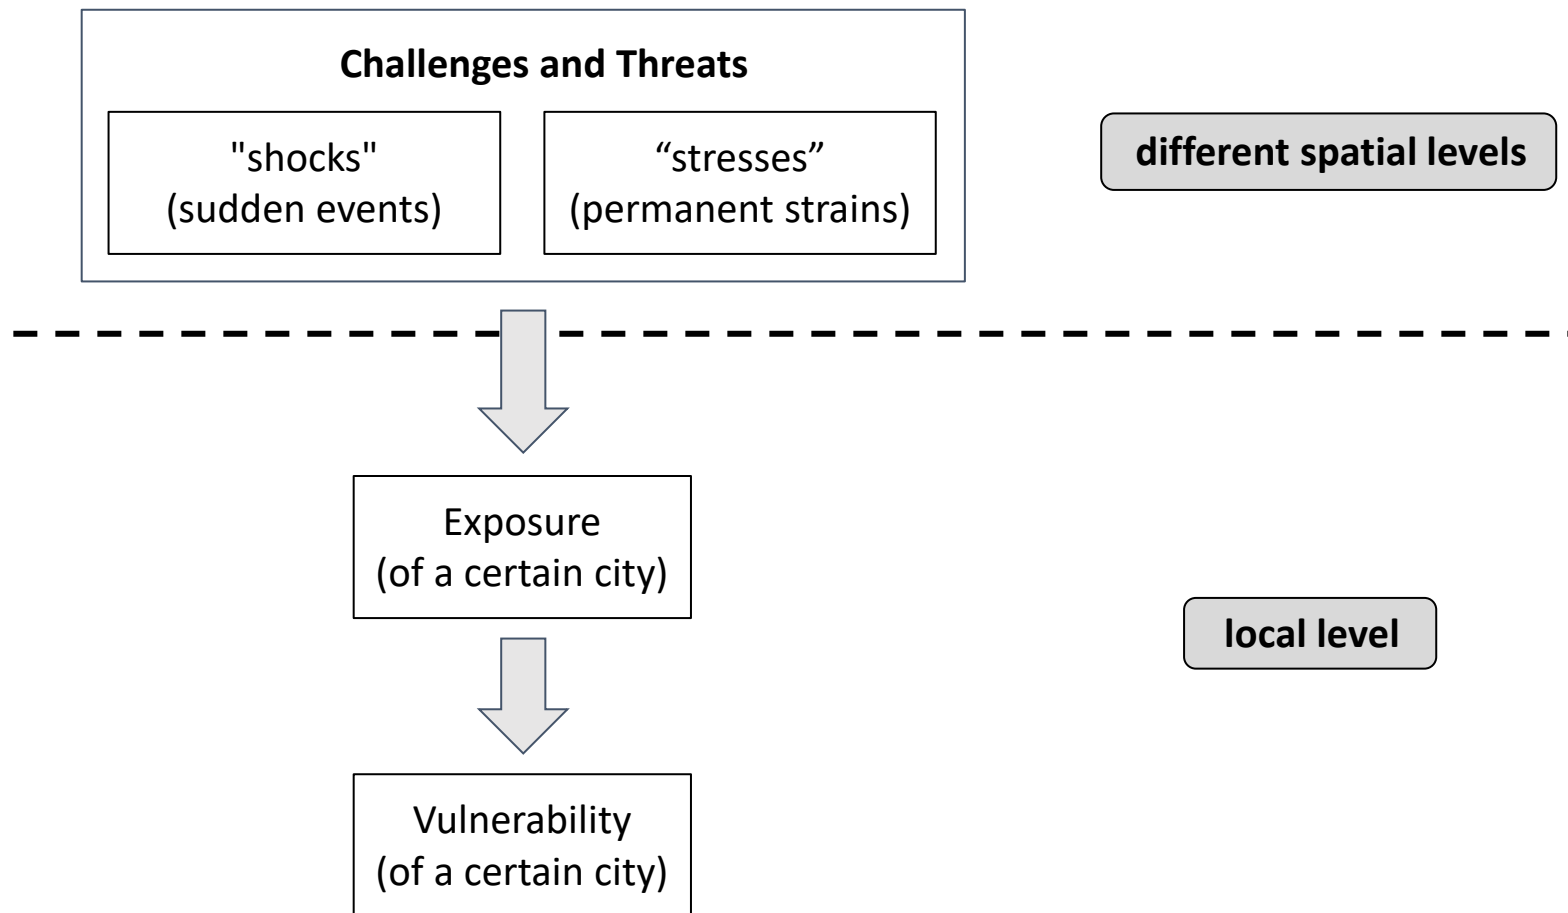 Challenges and Threats
"shocks"
(sudden events)
“stresses”
(permanent strains)
different spatial levels
Exposure
(of a certain city)
local level
Vulnerability
(of a certain city)